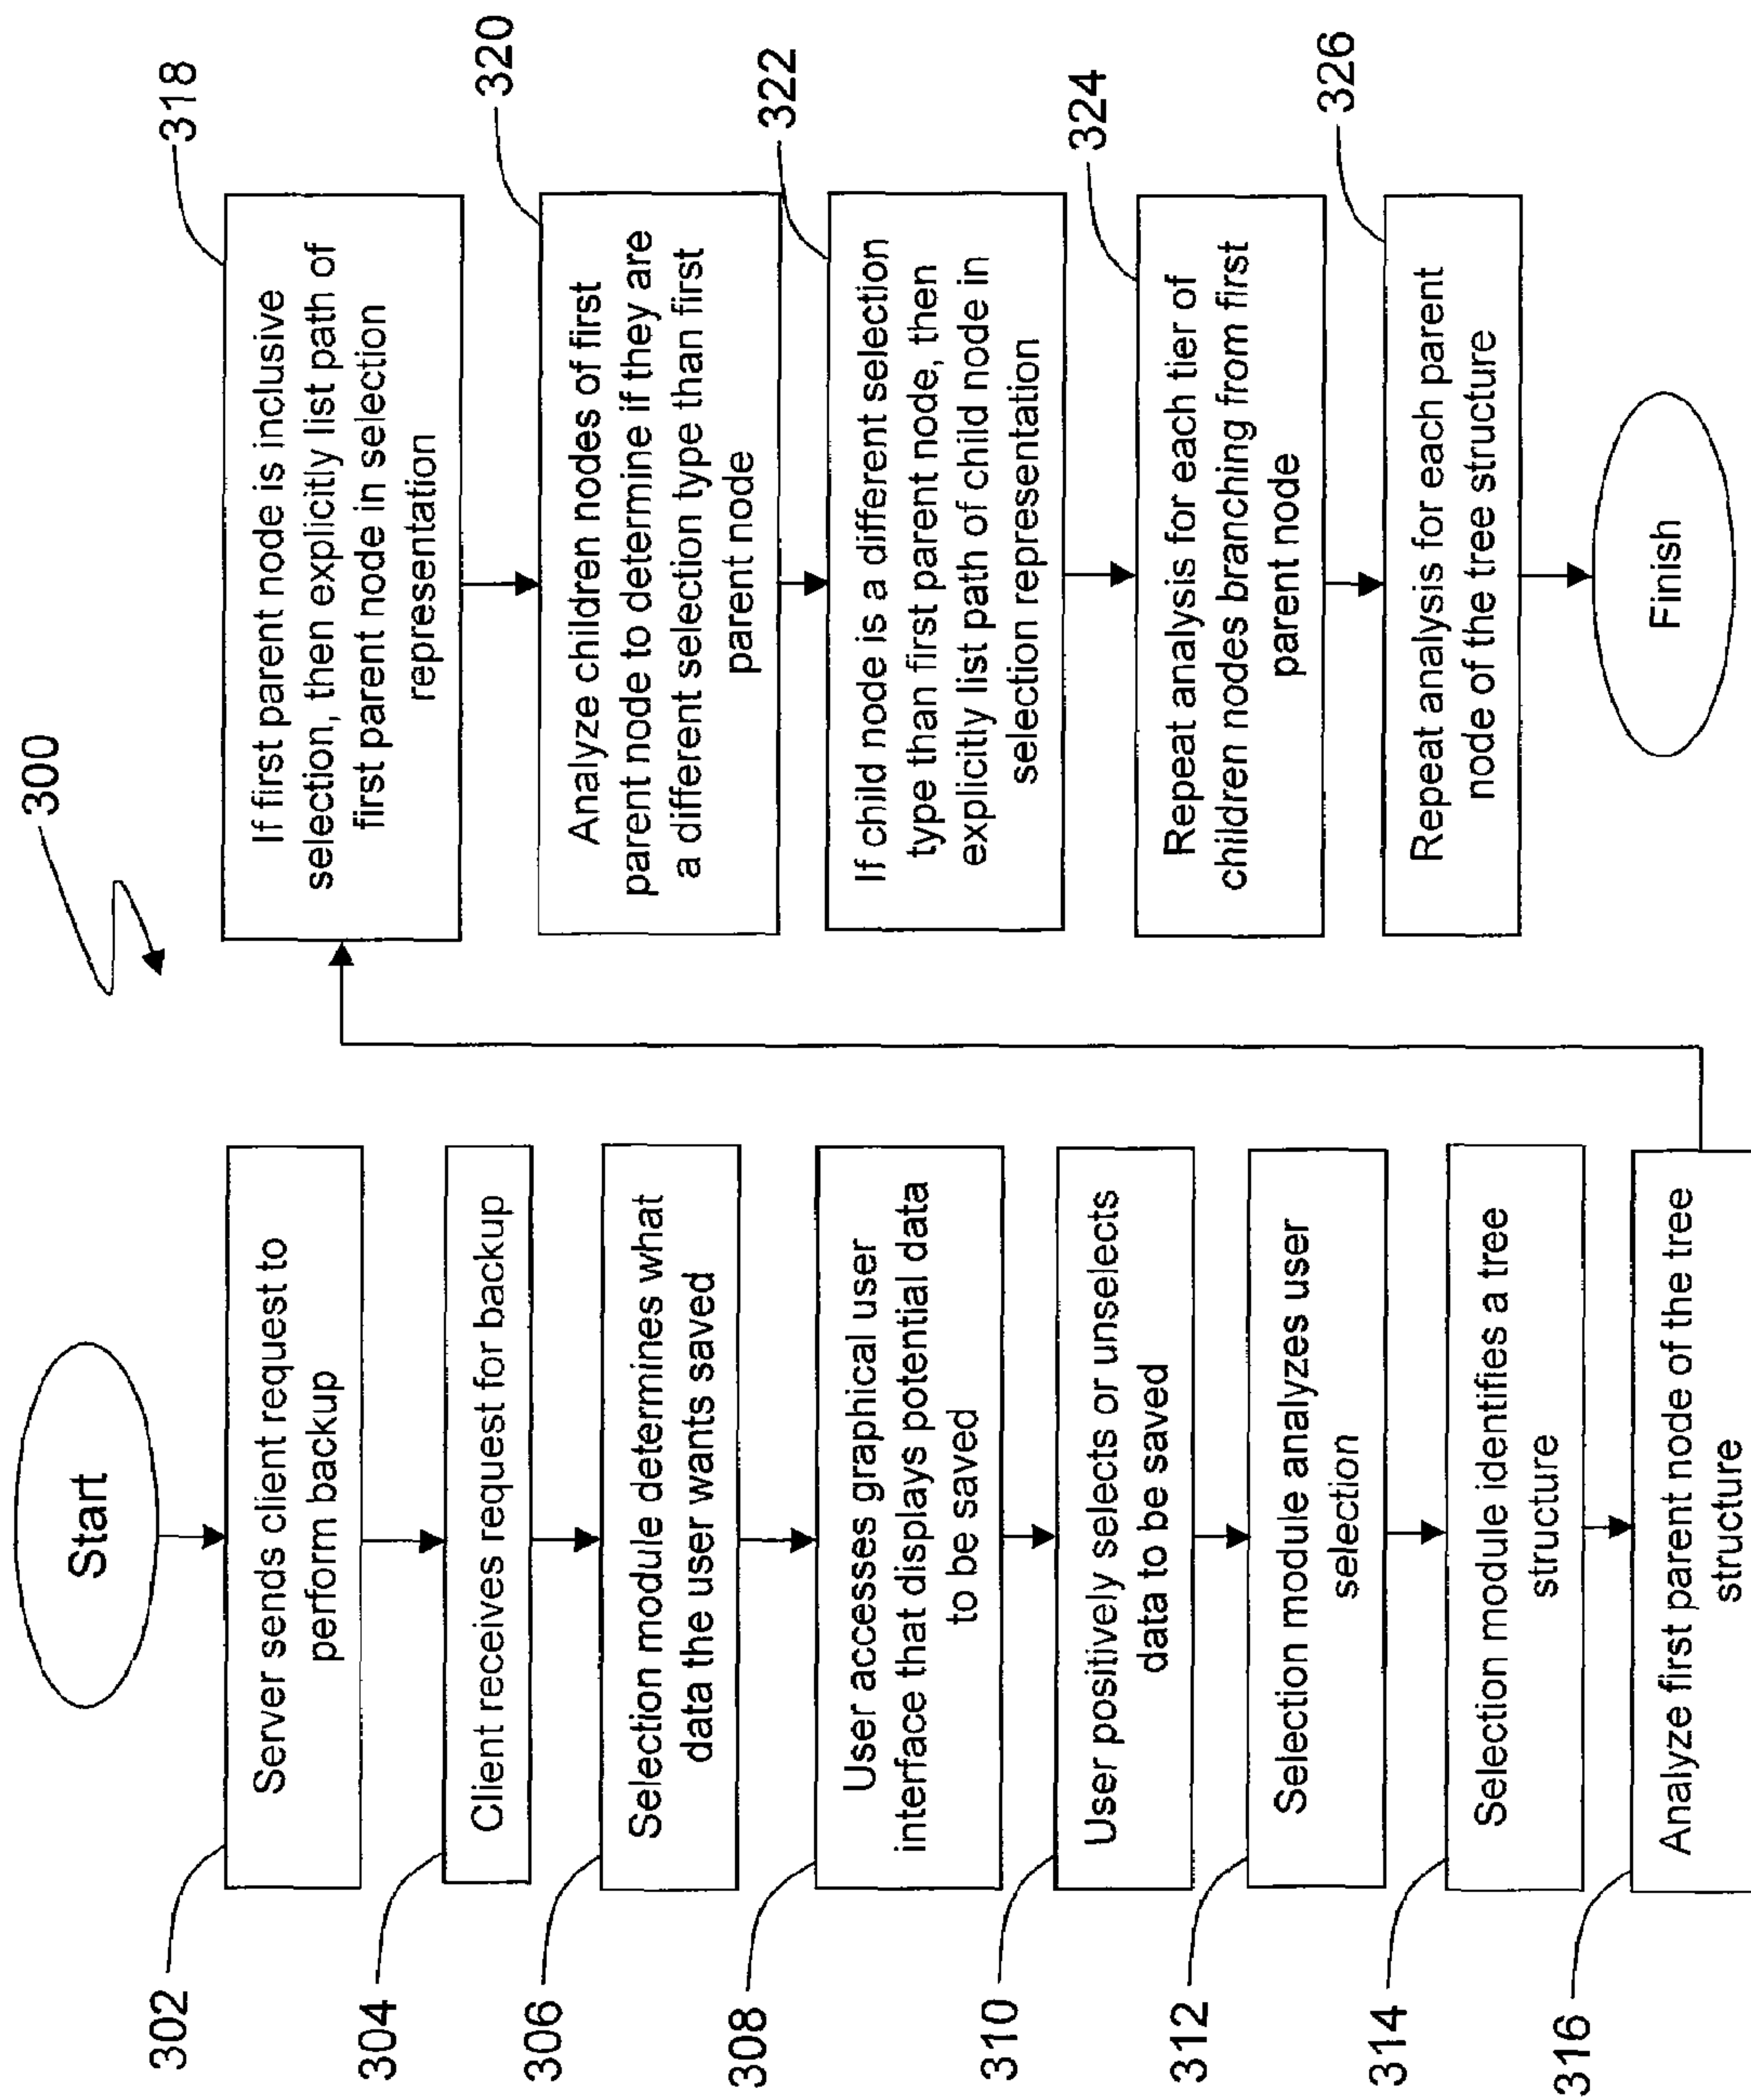 300
Start
302
Server sends client request to
perform backup
304
Client receives request for backup
306
Selection module determines what
data the user wants saved
308
User accesses graphical user
interface that displays potential data
to be saved
310
User positively selects or unselects
data to be saved
312
Selection module analyzes user
selection
314
Selection module identifies a tree
structure
316
Analyze first parent node of the tree
structure
318
If first parent node is inclusive
selection, then explicitly list path of
first parent node in selection
representation
320
Analyze children nodes of first
parent node to determine if they are
a different selection type than first
parent node
322
If child node is a different selection
type than first parent node, then
explicitly list path of child node in
selection representation
324
Repeat analysis for each tier of
children nodes branching from first
parent node
326
Repeat analysis for each parent
node of the tree structure
Finish